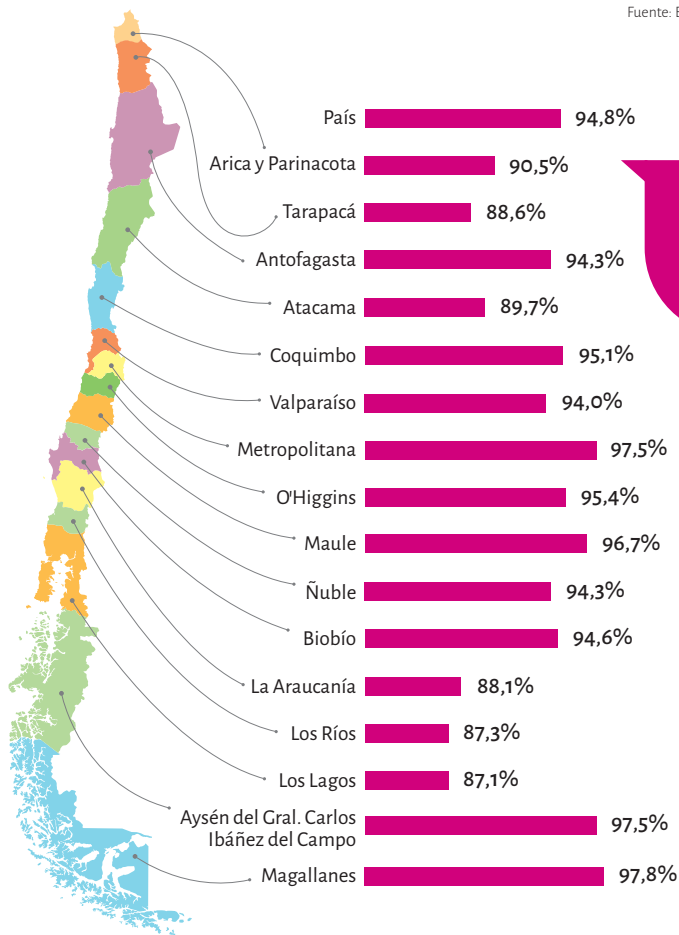 Fuente: E
País 94,8%
Arica y Parinacota 90,5%
Tarapacá 88,6%
Antofagasta 94,3%
Atacama 89,7%
Coquimbo 95,1%
Valparaíso 94,0%
Metropolitana 97,5%
O'Higgins 95,4%
Maule 96,7%
Ñuble 94,3%
Biobío 94,6%
La Araucanía 88,1%
Los Ríos 87,3%
Los Lagos 87,1%
Aysén del Gral. Carlos
Ibáñez del Campo 97,5%
Magallanes 97,8%